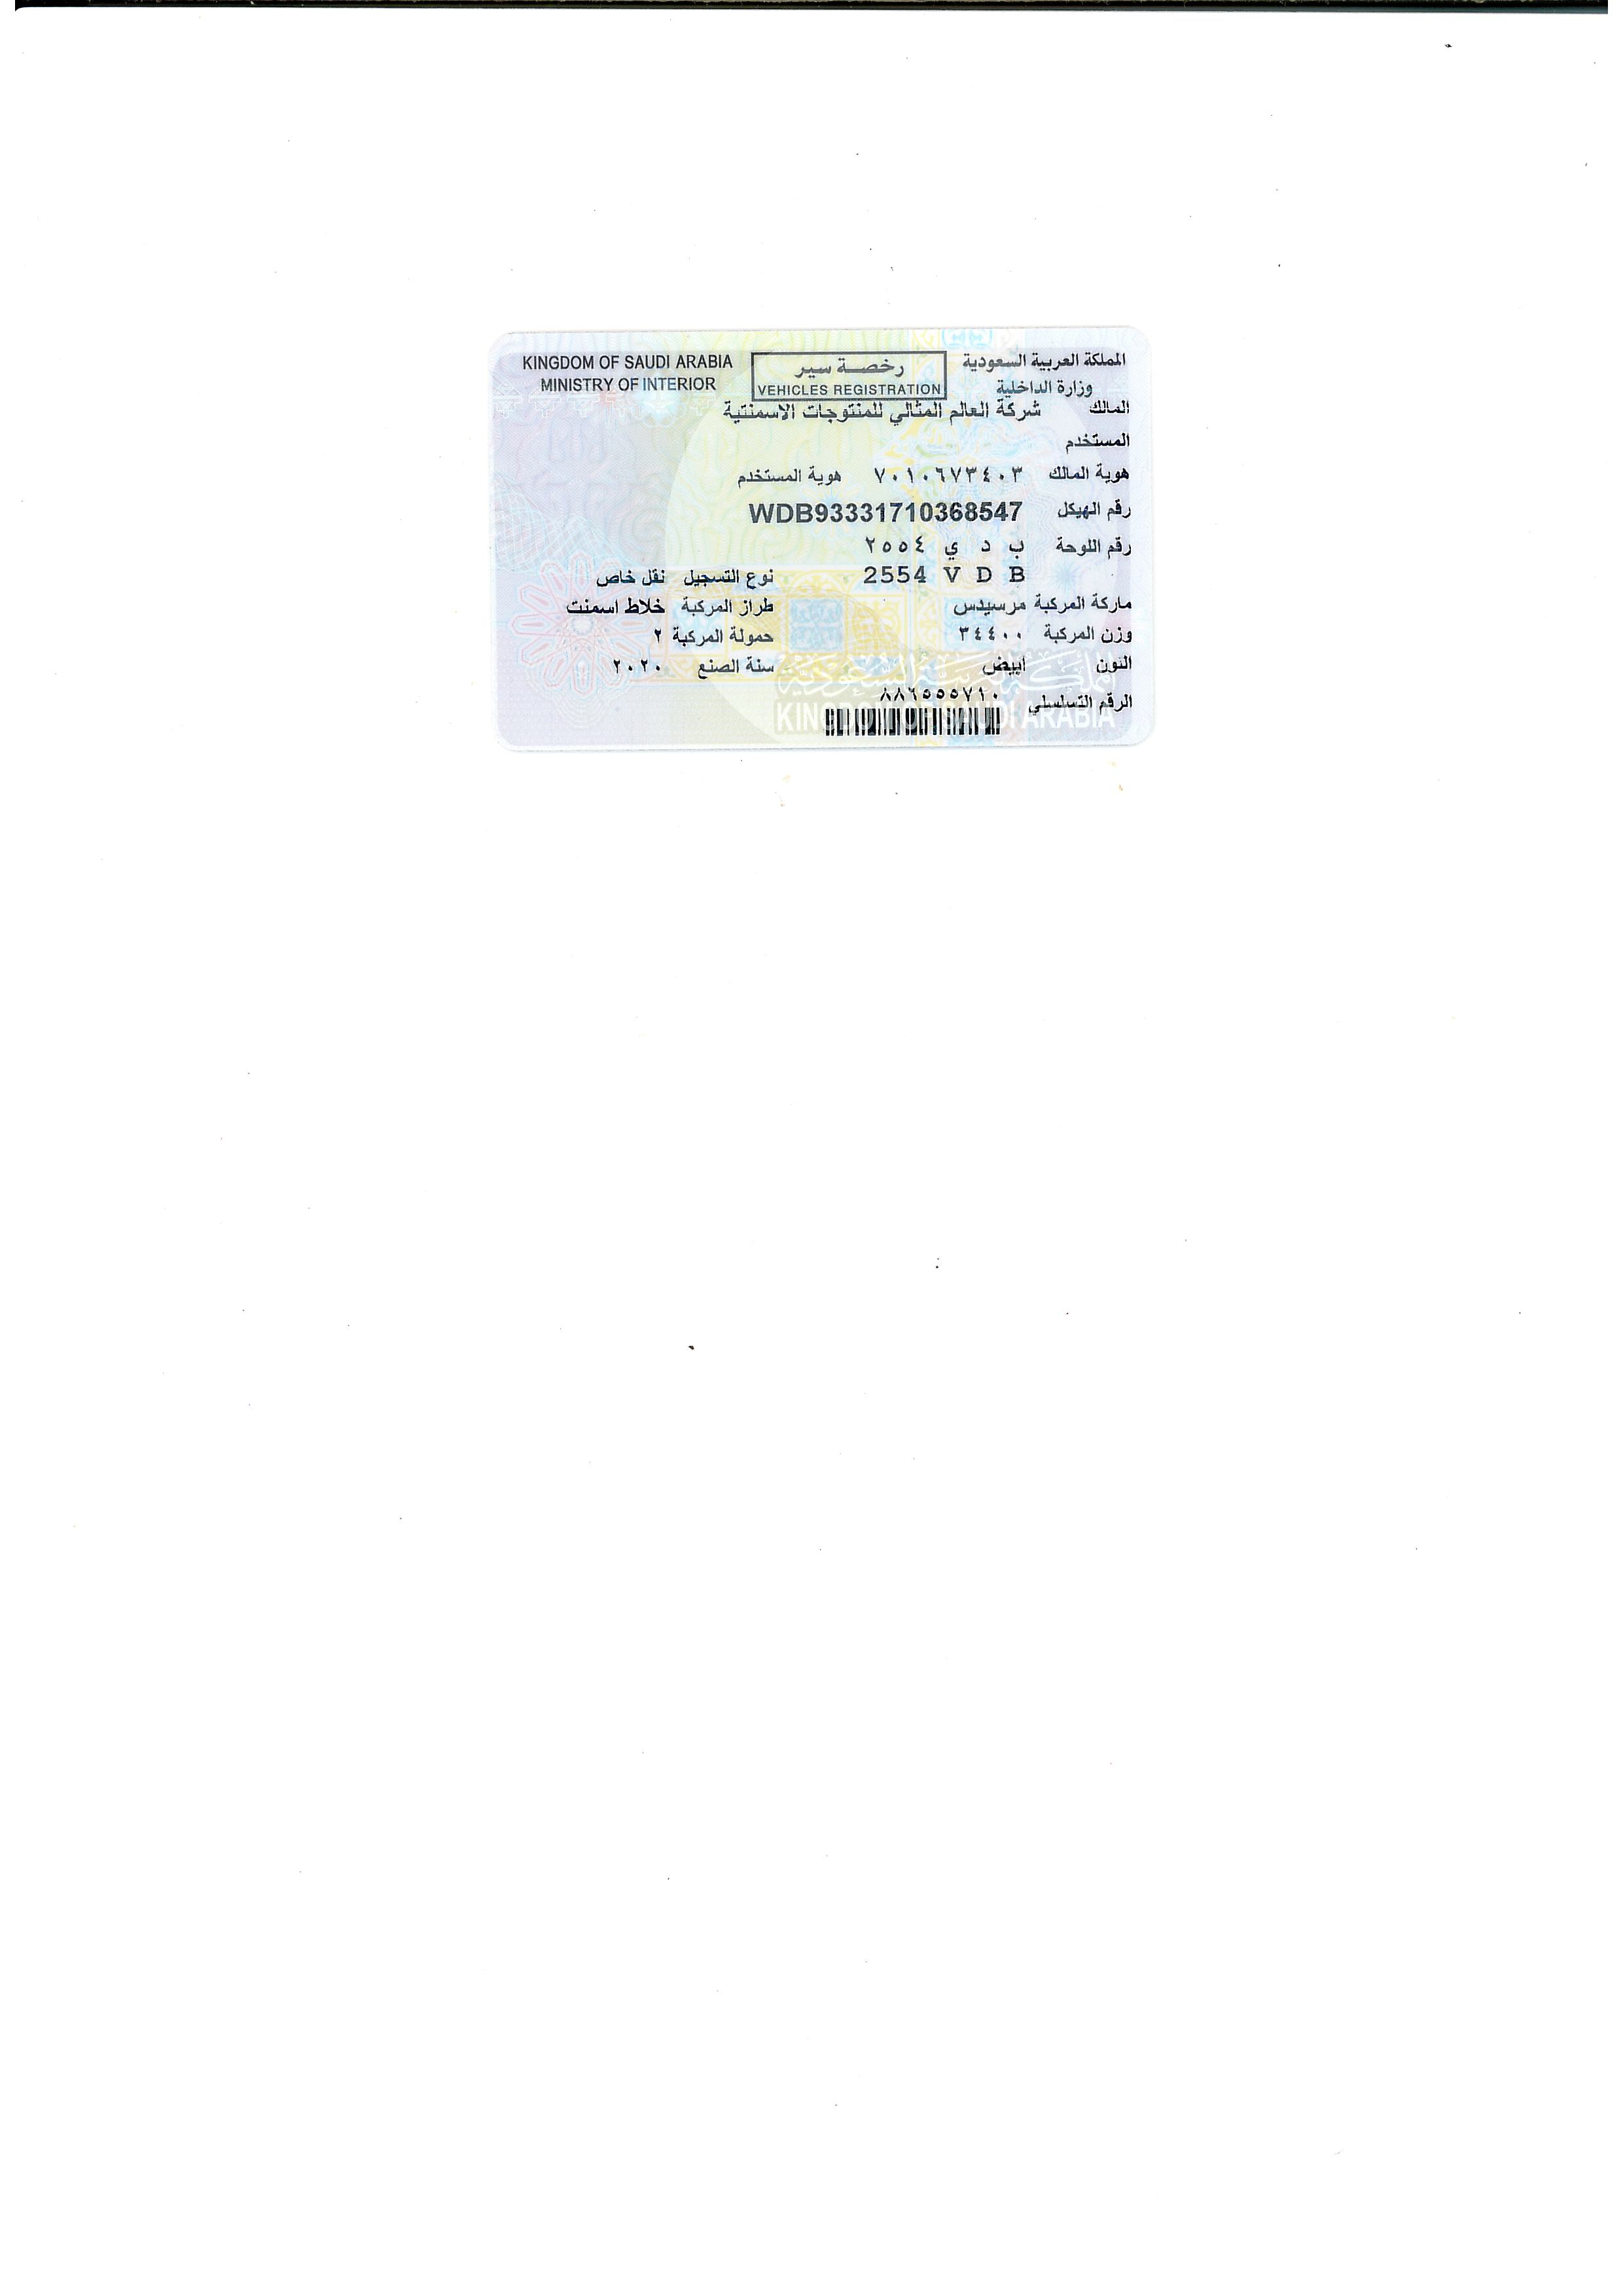 المملكة العربية السعودية رخصة سير KINGDOM OF SAUDI ARABIA
وزارة الداخلية VEHICLES REGISTRATION MINISTRY OF INTERIOR
المالك شركة العالم المثالي للمنتوجات الاسمنتية
المستخدم
هوية المالك ٧٠١٠٦٧٣٤٠٣ هوية المستخدم
رقم الهيكل WDB93331710368547
رقم اللوحة ب د ي ٢٥٥٤
2554 V D B نوع التسجيل نقل خاص
ماركة المركبة مرسيدس طراز المركبة خلاط اسمنت
وزن المركبة ٣٤٤٠٠ حمولة المركبة ٢
اللون أبيض سنة الصنع ٢٠٢٠
المملكة العربية السعودية
الرقم التسلسلي ٨٨٦٥٥٥٧١٠
KINGDOM OF SAUDI ARABIA